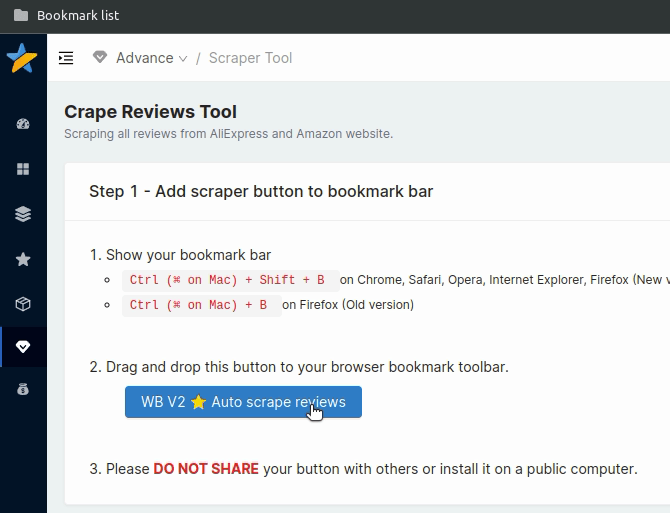 Bookmark list
Advance / Scraper Tool
Crape Reviews Tool
Scraping all reviews from AliExpress and Amazon website.
Step 1 - Add scraper button to bookmark bar
1. Show your bookmark bar
Ctrl (⌘ on Mac) + Shift + B on Chrome, Safari, Opera, Internet Explorer, Firefox (New v
Ctrl (⌘ on Mac) + B on Firefox (Old version)
2. Drag and drop this button to your browser bookmark toolbar.
WB V2 ⭐ Auto scrape reviews
3. Please DO NOT SHARE your button with others or install it on a public computer.